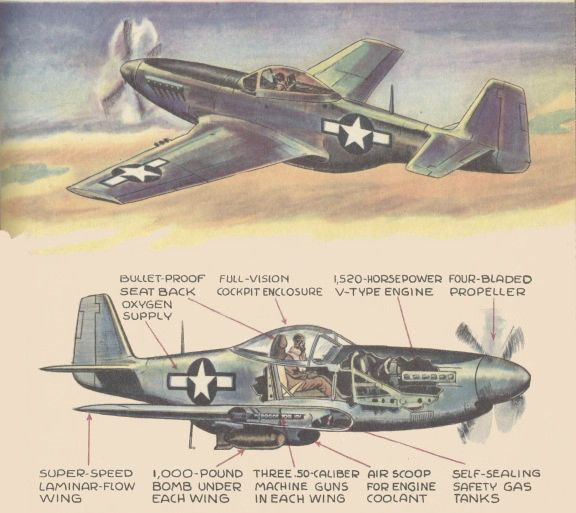 BULLET-PROOF
SEAT BACK
OXYGEN
SUPPLY
FULL-VISION
COCKPIT ENCLOSURE
1,520-HORSEPOWER
V-TYPE ENGINE
FOUR-BLADED
PROPELLER
SUPER-SPEED
LAMINAR-FLOW
WING
1,000-POUND
BOMB UNDER
EACH WING
THREE .50-CALIBER
MACHINE GUNS
IN EACH WING
AIR SCOOP
FOR ENGINE
COOLANT
SELF-SEALING
SAFETY GAS
TANKS